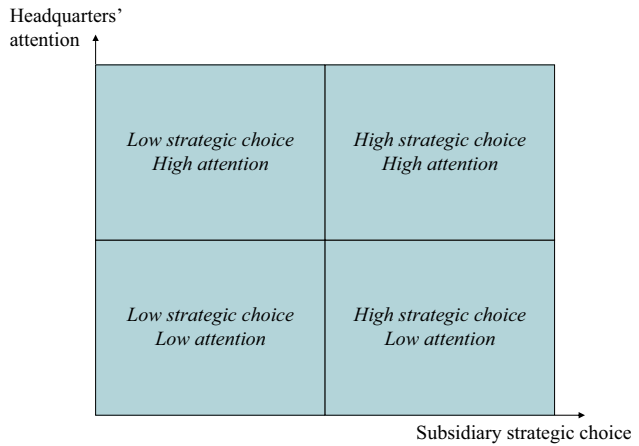 Headquarters’
attention
Low strategic choice
High attention
High strategic choice
High attention
Low strategic choice
Low attention
High strategic choice
Low attention
Subsidiary strategic choice